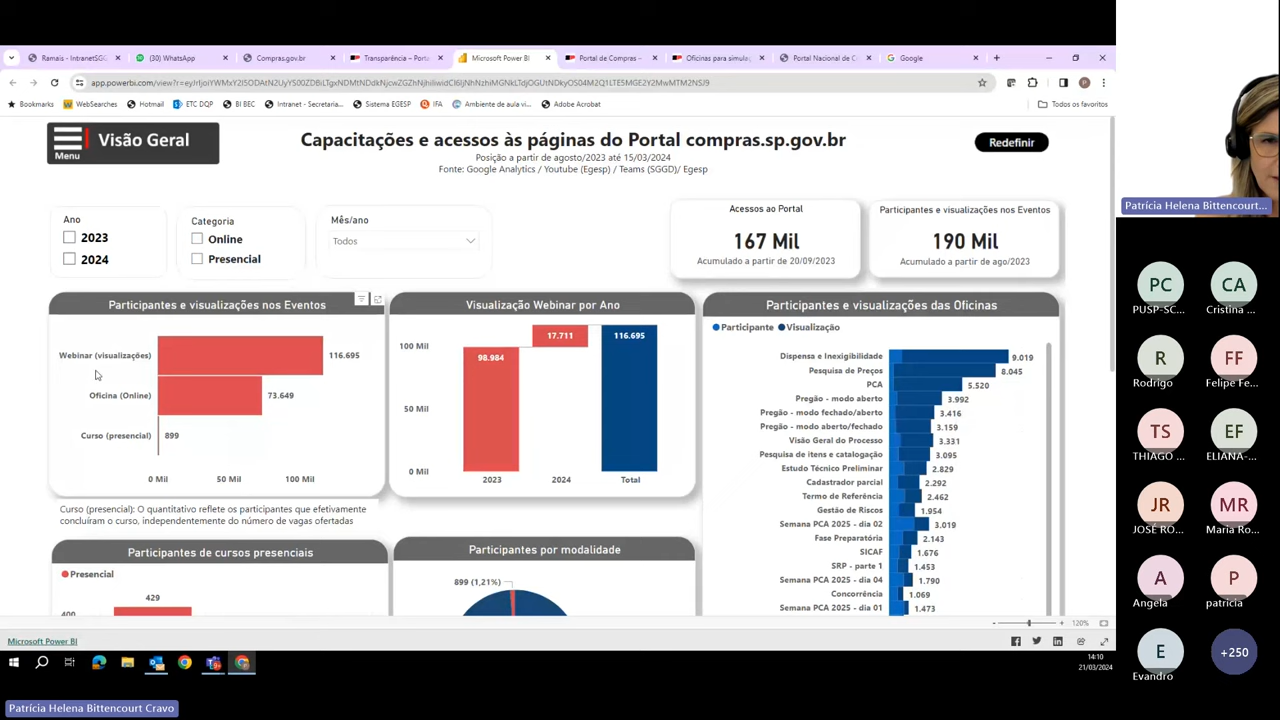 Ramais - IntranetSGG
(30) WhatsApp
Compras.gov.br
Transparência – Porta
Microsoft Power BI
Portal de Compras –
Oficinas para simula
Portal Nacional de C
Google
Bookmarks
WebSearches
Hotmail
ETC DQP
BI BEC
Intranet - Secretaria...
Sistema EGESP
IFA
Ambiente de aula vi...
Adobe Acrobat
Todos os favoritos
Menu
Visão Geral
Capacitações e acessos às páginas do Portal compras.sp.gov.br
Posição a partir de agosto/2023 até 15/03/2024
Fonte: Google Analytics / Youtube (Egesp) / Teams (SGGD)/ Egesp
Redefinir
Ano
2023
2024
Categoria
Online
Presencial
Mês/ano
Todos
Acessos ao Portal
167 Mil
Acumulado a partir de 20/09/2023
Participantes e visualizações nos Eventos
190 Mil
Acumulado a partir de ago/2023
Participantes e visualizações nos Eventos
Webinar (visualizações)
116.695
Oficina (Online)
73.649
Curso (presencial)
899
0 Mil
50 Mil
100 Mil
Curso (presencial): O quantitativo reflete os participantes que efetivamente
concluíram o curso, independentemente do número de vagas ofertadas
Visualização Webinar por Ano
100 Mil
50 Mil
0 Mil
98.984
17.711
116.695
2023
2024
Total
Participantes e visualizações das Oficinas
Participante
Visualização
Dispensa e Inexigibilidade 9.019
Pesquisa de Preços 8.045
PCA 5.520
Pregão - modo aberto 3.992
Pregão - modo fechado/aberto 3.416
Pregão - modo aberto/fechado 3.159
Visão Geral do Processo 3.331
Pesquisa de itens e catalogação 3.095
Estudo Técnico Preliminar 2.829
Cadastrador parcial 2.292
Termo de Referência 2.462
Gestão de Riscos 1.954
Semana PCA 2025 - dia 02 3.019
Fase Preparatória 2.143
SICAF 1.676
SRP - parte 1 1.453
Semana PCA 2025 - dia 04 1.790
Concorrência 1.069
Semana PCA 2025 - dia 01 1.473
Participantes de cursos presenciais
Presencial
429
400
Participantes por modalidade
899 (1,21%)
120%
Microsoft Power BI
14:10
21/03/2024
Patrícia Helena Bittencourt Cravo
Patrícia Helena Bittencourt...
PC
PUSP-SC...
CA
Cristina ...
R
Rodrigo
FF
Felipe Fe...
TS
THIAGO ...
EF
ELIANA-...
JR
JOSÉ RO...
MR
Maria Ro...
A
Angela
P
patricia
E
Evandro
+250